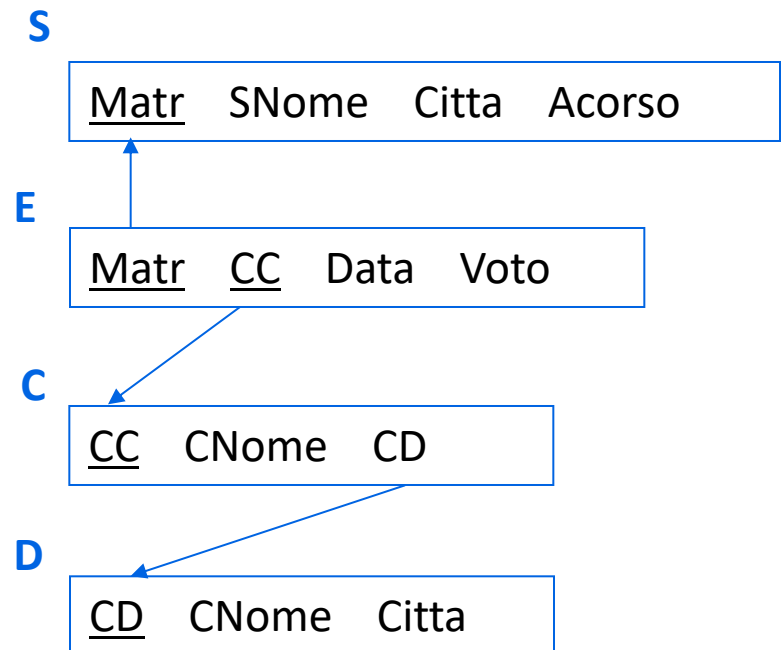 S
Matr SNome Citta Acorso
E
Matr CC Data Voto
C
CC CNome CD
D
CD CNome Citta